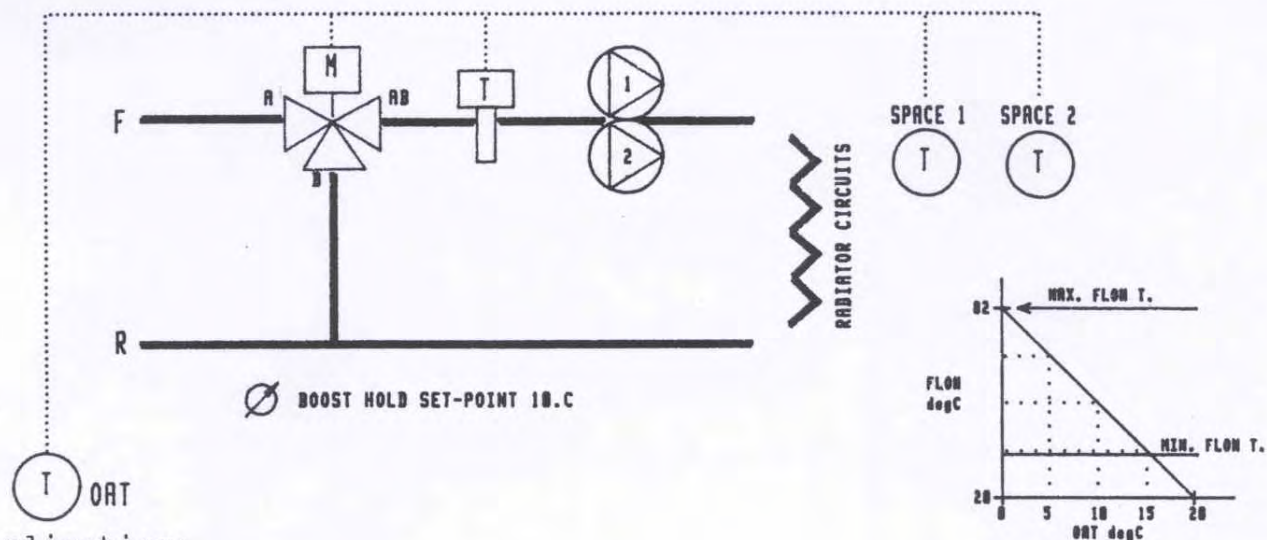 M
A
AB
T
1
F
2
B
SPACE 1
SPACE 2
T
T
RADIATOR CIRCUITS
R
BOOST HOLD SET-POINT 10.C
T
OAT
82
MAX. FLOW T.
FLOW
degC
MIN. FLOW T.
20
0
5
10
15
20
OAT degC